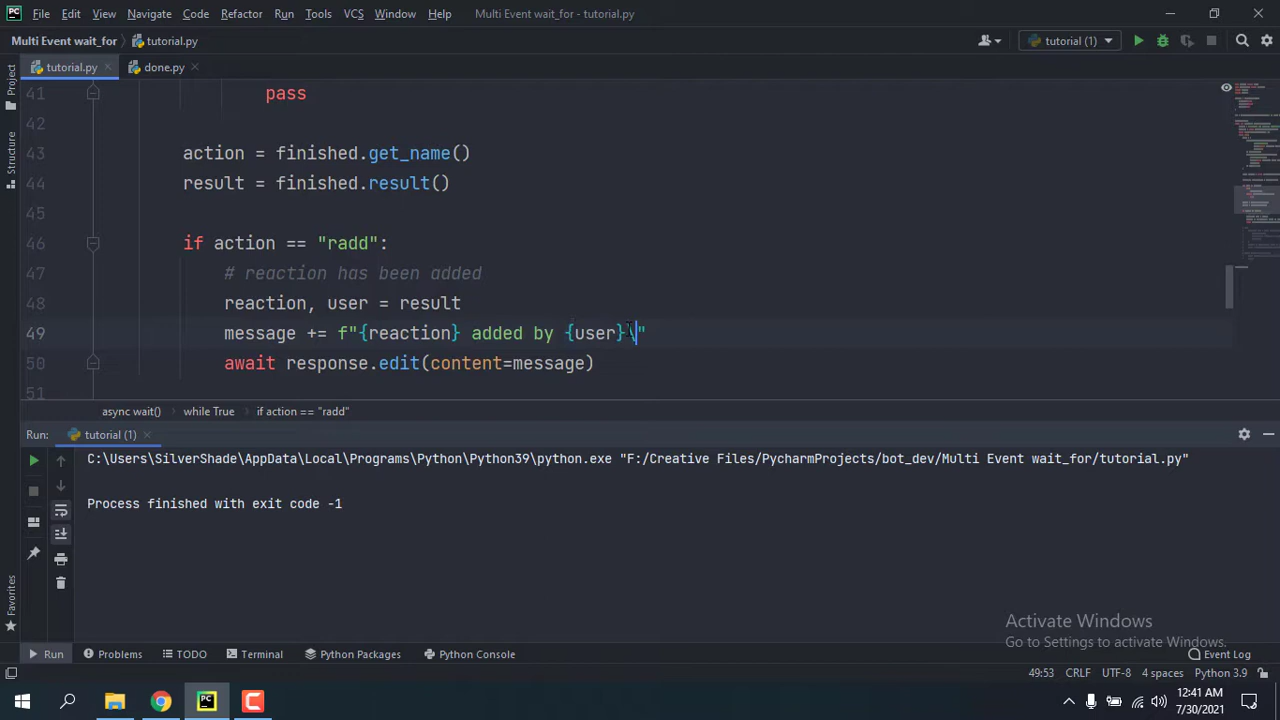 File Edit View Navigate Code Refactor Run Tools VCS Window Help Multi Event wait_for - tutorial.py
Multi Event wait_for tutorial.py tutorial (1)
tutorial.py done.py
Project
Structure
Favorites
41 pass
42
43 action = finished.get_name()
44 result = finished.result()
45
46 if action == "radd":
47 # reaction has been added
48 reaction, user = result
49 message += f"{reaction} added by {user}\"
50 await response.edit(content=message)
51
async wait() while True if action == "radd"
Run: tutorial (1)
C:\Users\SilverShade\AppData\Local\Programs\Python\Python39\python.exe "F:/Creative Files/PycharmProjects/bot_dev/Multi Event wait_for/tutorial.py"
Process finished with exit code -1
Activate Windows
Go to Settings to activate Windows.
Run Problems TODO Terminal Python Packages Python Console Event Log
49:53 CRLF UTF-8 4 spaces Python 3.9
12:41 AM
7/30/2021